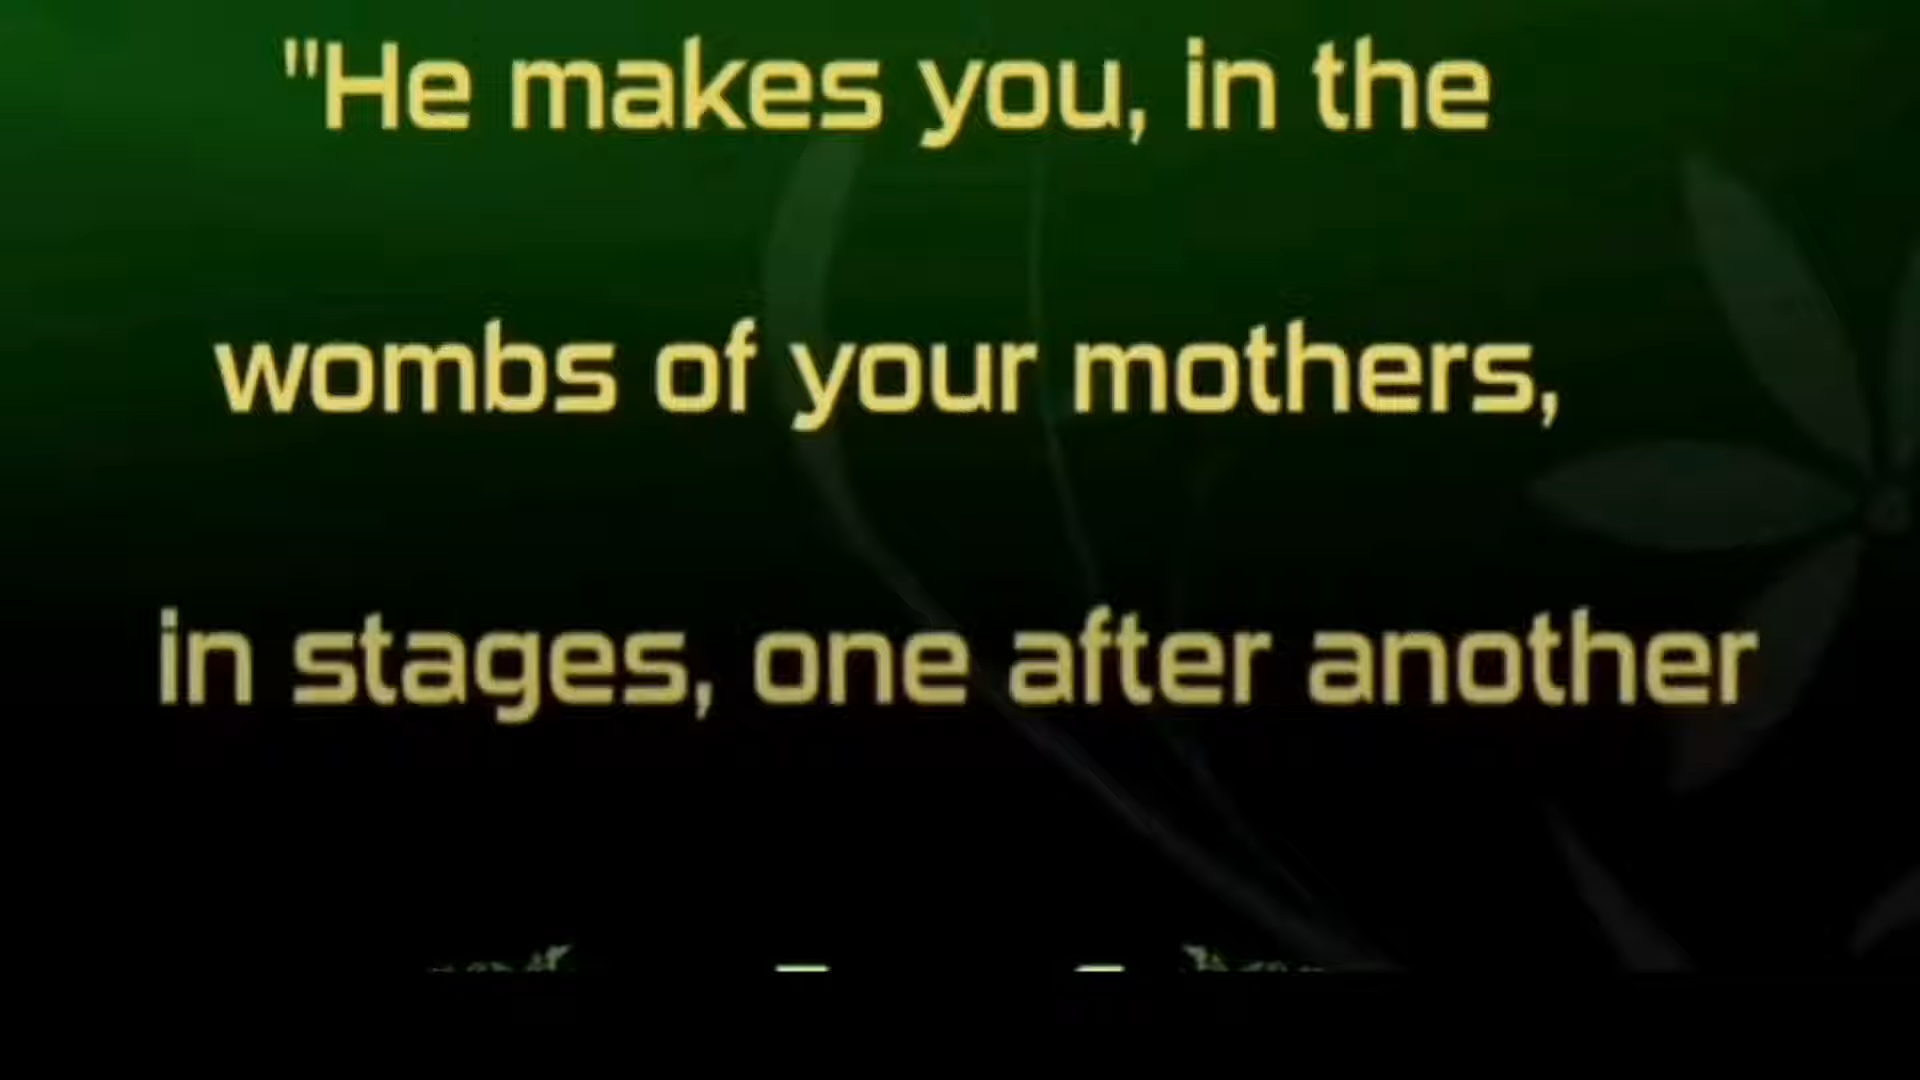 "He makes you, in the
wombs of your mothers,
in stages, one after another